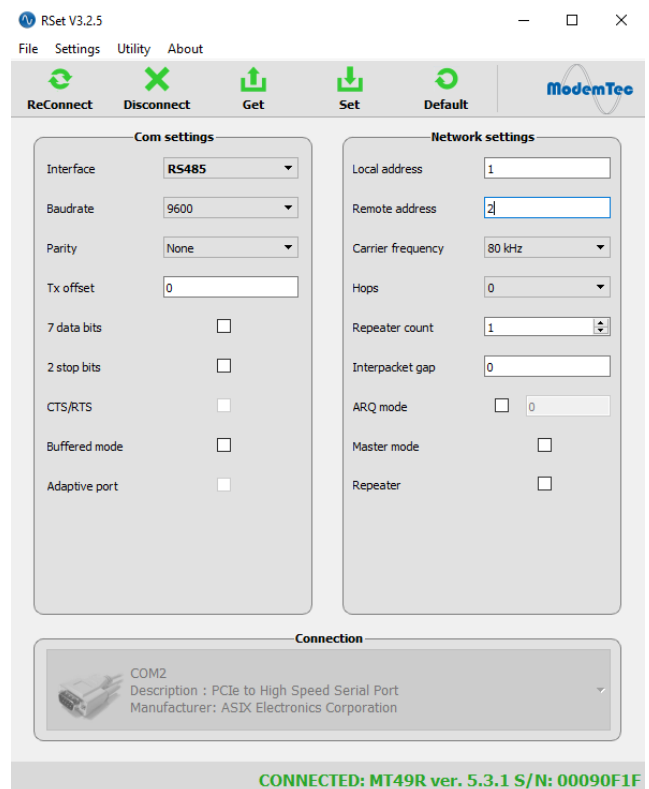 RSet V3.2.5
File Settings Utility About
ReConnect Disconnect Get Set Default ModemTec
Com settings
Interface RS485
Baudrate 9600
Parity None
Tx offset 0
7 data bits
2 stop bits
CTS/RTS
Buffered mode
Adaptive port
Network settings
Local address 1
Remote address 2
Carrier frequency 80 kHz
Hops 0
Repeater count 1
Interpacket gap 0
ARQ mode 0
Master mode
Repeater
Connection
COM2
Description : PCIe to High Speed Serial Port
Manufacturer: ASIX Electronics Corporation
CONNECTED: MT49R ver. 5.3.1 S/N: 00090F1F